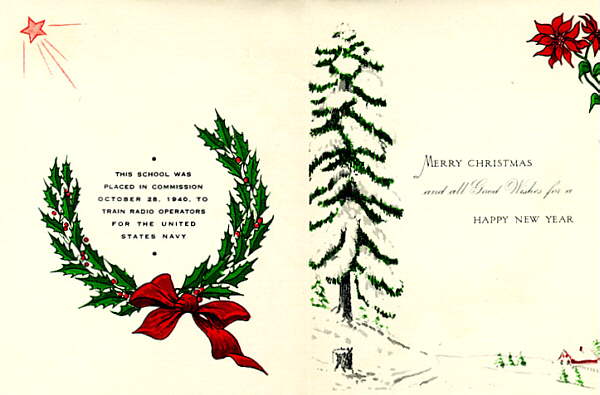 THIS SCHOOL WAS
PLACED IN COMMISSION
OCTOBER 28, 1940, TO
TRAIN RADIO OPERATORS
FOR THE UNITED
STATES NAVY
MERRY CHRISTMAS
and all Good Wishes for a
HAPPY NEW YEAR